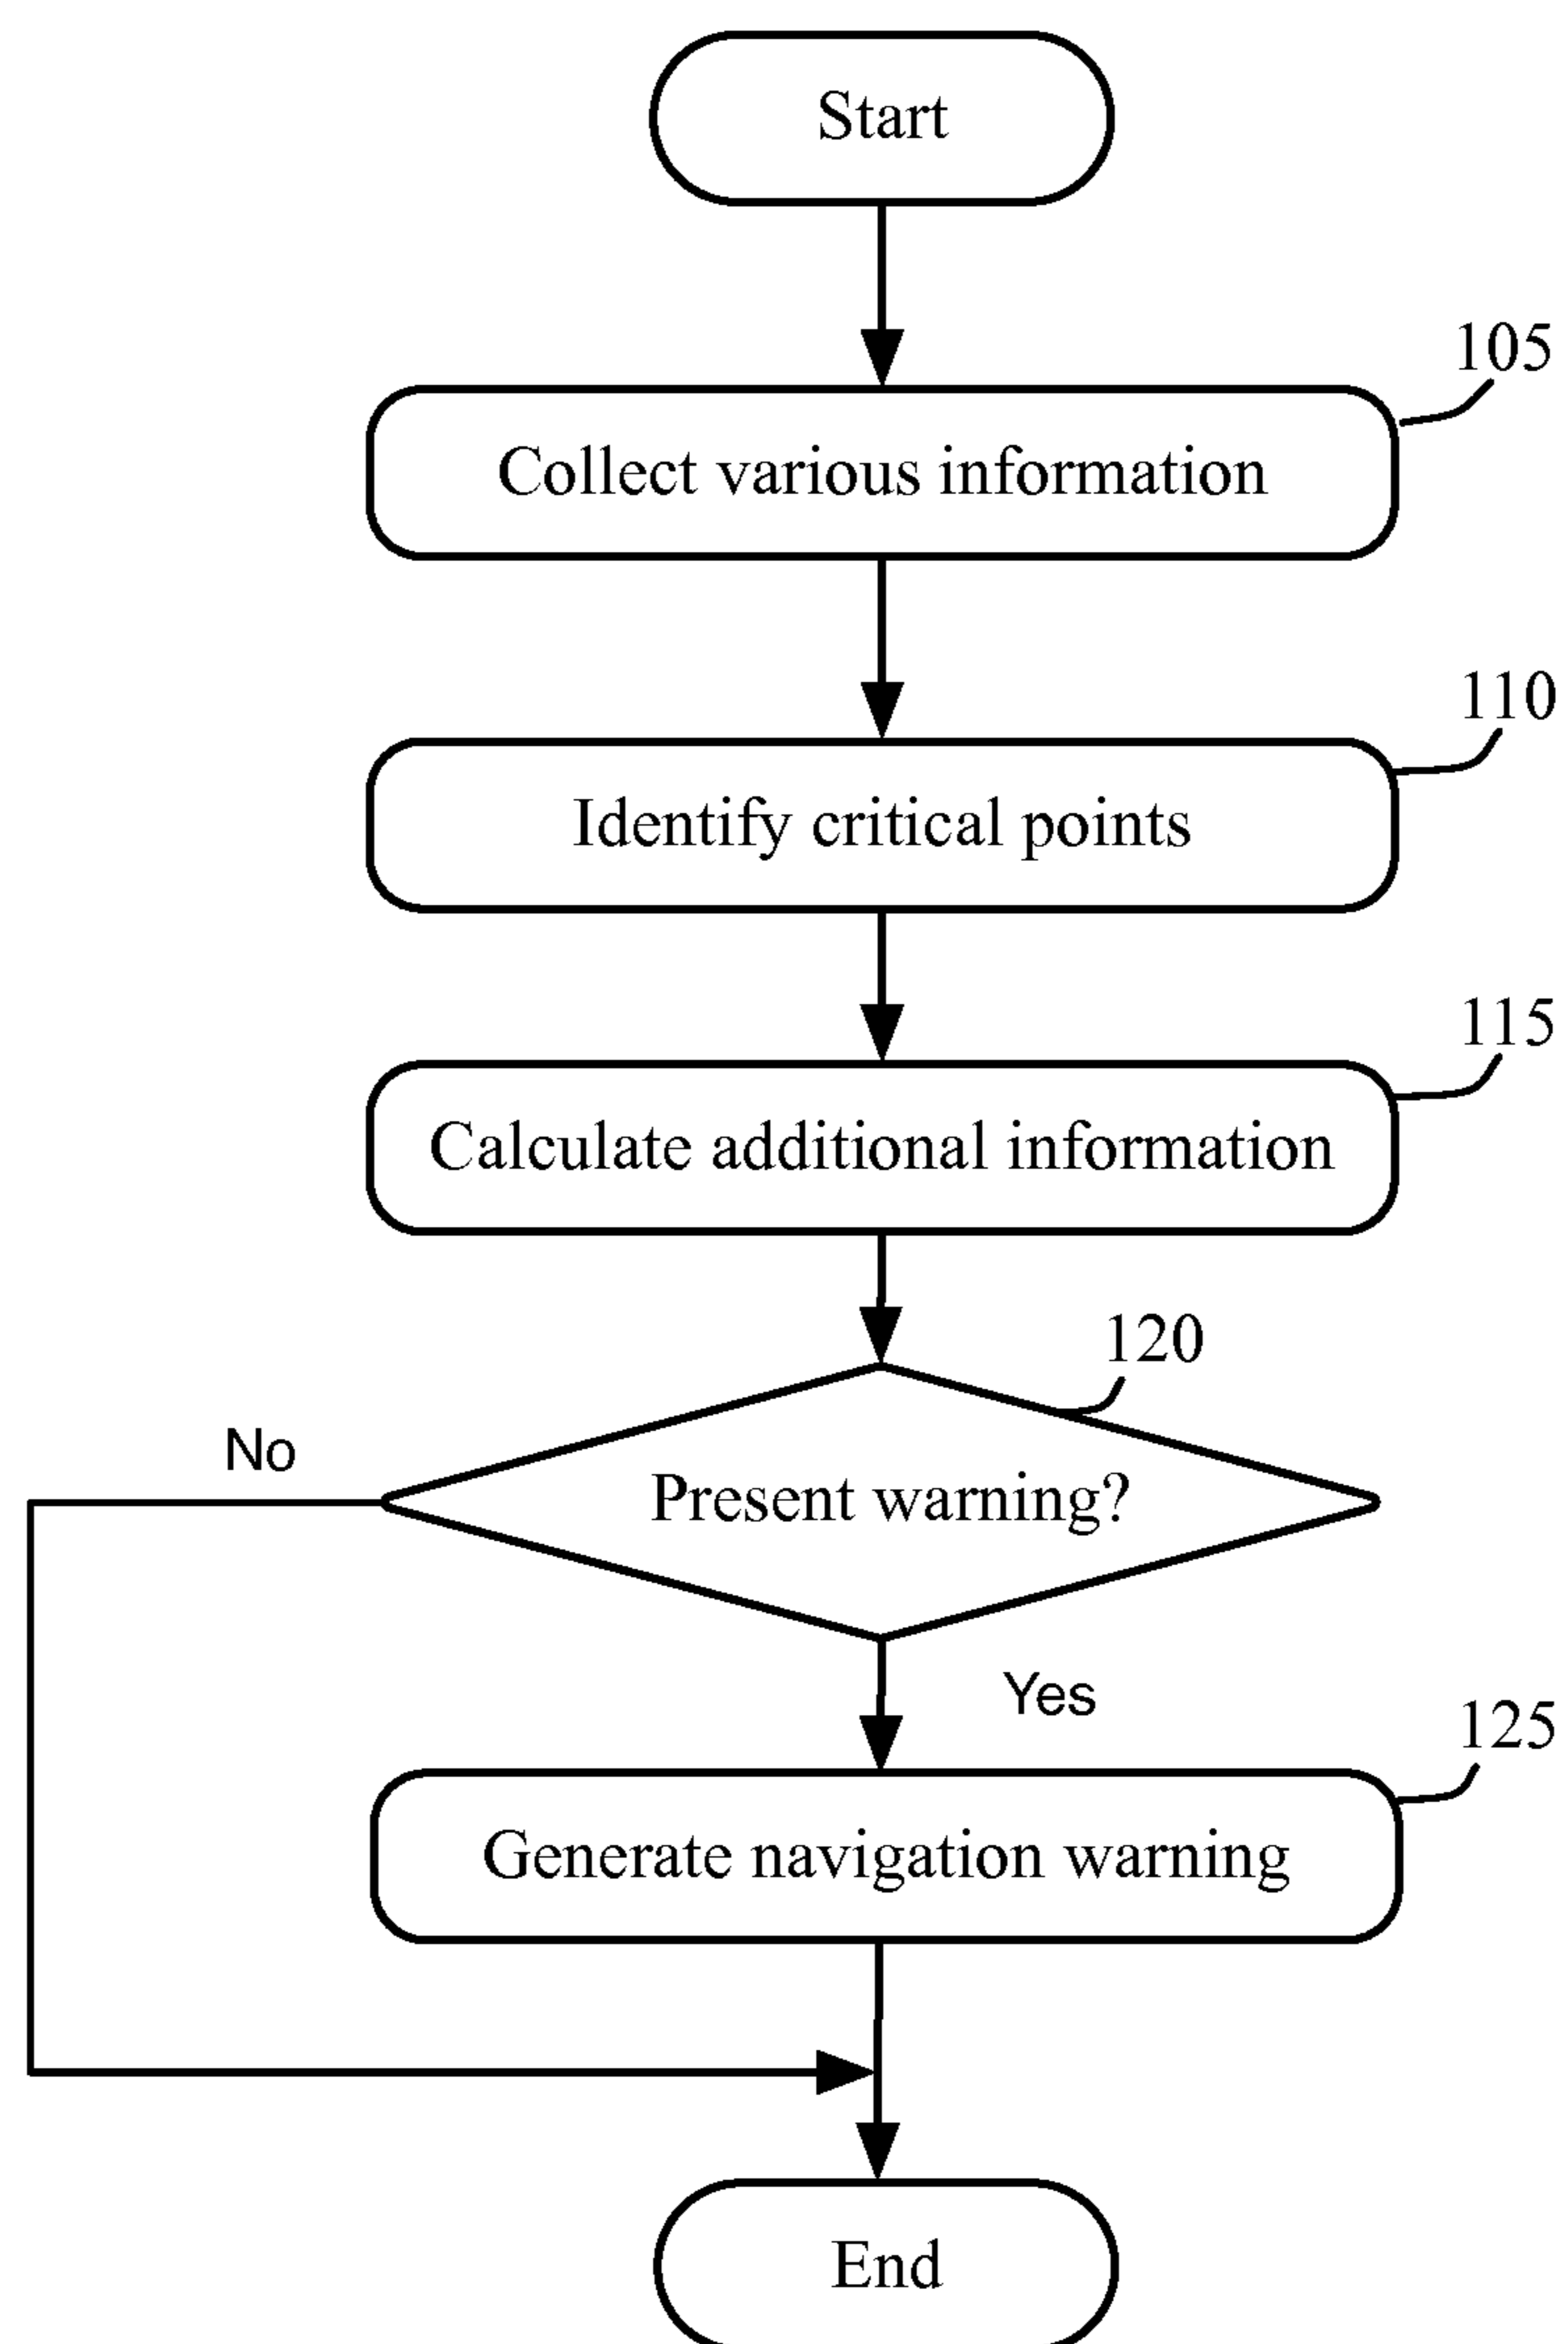 Start
105
Collect various information
110
Identify critical points
115
Calculate additional information
120
No
Present warning?
Yes
125
Generate navigation warning
End